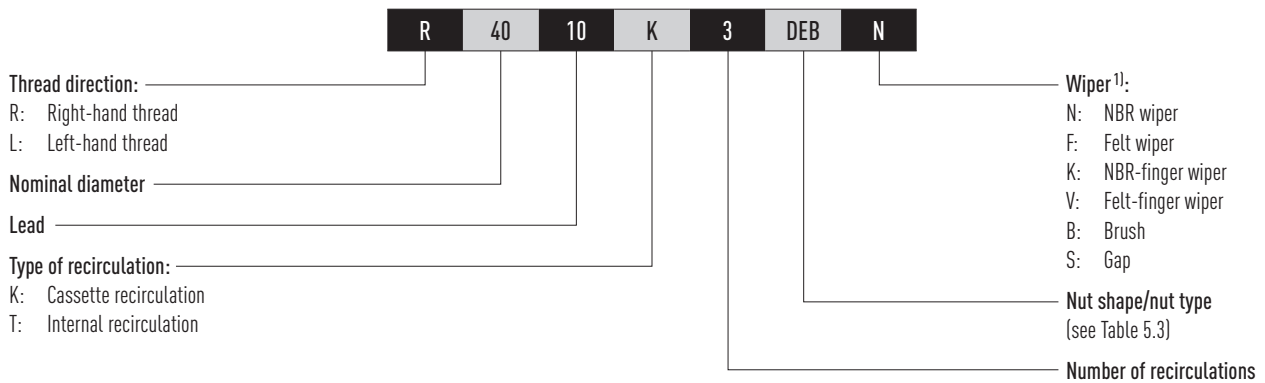 R 40 10 K 3 DEB N
Thread direction:
R: Right-hand thread
L: Left-hand thread
Nominal diameter
Lead
Type of recirculation:
K: Cassette recirculation
T: Internal recirculation
Wiper 1):
N: NBR wiper
F: Felt wiper
K: NBR-finger wiper
V: Felt-finger wiper
B: Brush
S: Gap
Nut shape/nut type
(see Table 5.3)
Number of recirculations